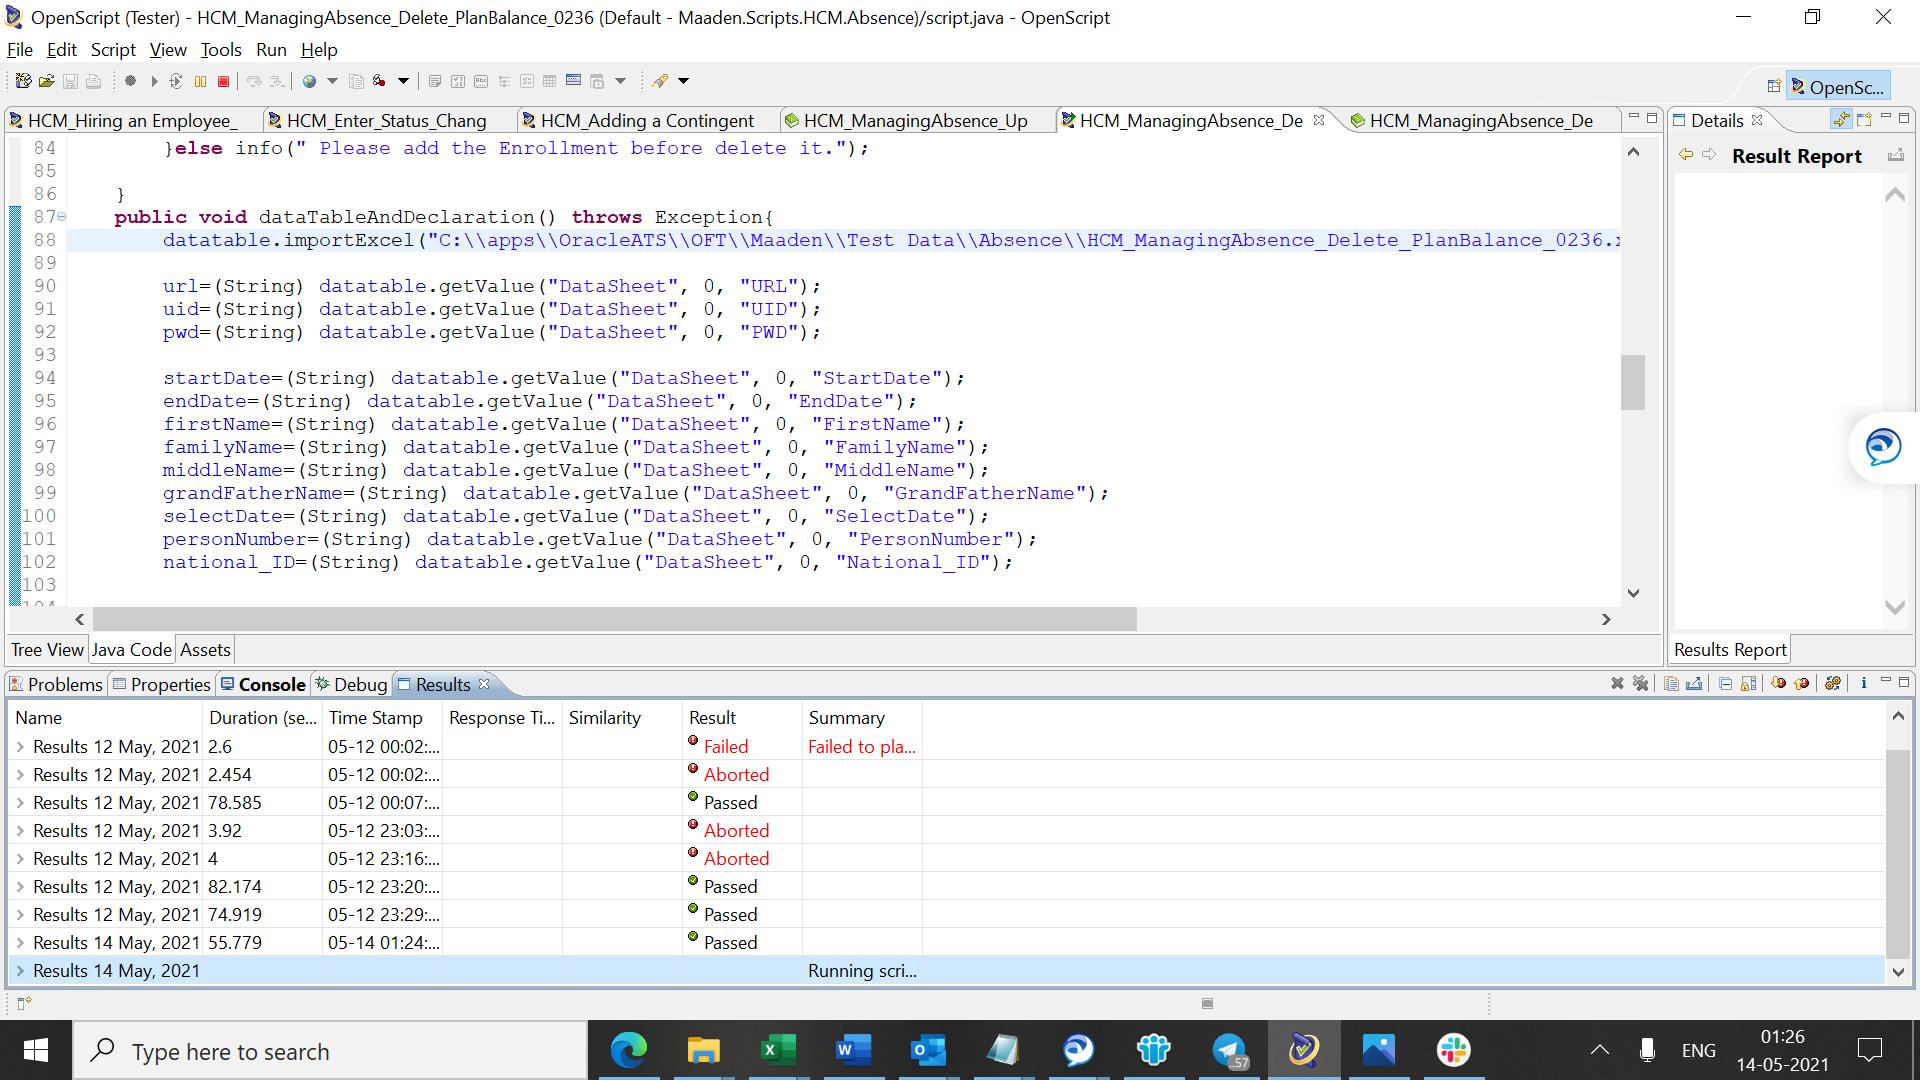 OpenScript (Tester) - HCM_ManagingAbsence_Delete_PlanBalance_0236 (Default - Maaden.Scripts.HCM.Absence)/script.java - OpenScript
File Edit Script View Tools Run Help
OpenSc...
HCM_Hiring an Employee_ HCM_Enter_Status_Chang HCM_Adding a Contingent HCM_ManagingAbsence_Up HCM_ManagingAbsence_De HCM_ManagingAbsence_De
Details
Result Report
84 }else info(" Please add the Enrollment before delete it.");
85
86 }
87 public void dataTableAndDeclaration() throws Exception{
88 datatable.importExcel("C:\\apps\\OracleATS\\OFT\\Maaden\\Test Data\\Absence\\HCM_ManagingAbsence_Delete_PlanBalance_0236.x
89
90 url=(String) datatable.getValue("DataSheet", 0, "URL");
91 uid=(String) datatable.getValue("DataSheet", 0, "UID");
92 pwd=(String) datatable.getValue("DataSheet", 0, "PWD");
93
94 startDate=(String) datatable.getValue("DataSheet", 0, "StartDate");
95 endDate=(String) datatable.getValue("DataSheet", 0, "EndDate");
96 firstName=(String) datatable.getValue("DataSheet", 0, "FirstName");
97 familyName=(String) datatable.getValue("DataSheet", 0, "FamilyName");
98 middleName=(String) datatable.getValue("DataSheet", 0, "MiddleName");
99 grandFatherName=(String) datatable.getValue("DataSheet", 0, "GrandFatherName");
100 selectDate=(String) datatable.getValue("DataSheet", 0, "SelectDate");
101 personNumber=(String) datatable.getValue("DataSheet", 0, "PersonNumber");
102 national_ID=(String) datatable.getValue("DataSheet", 0, "National_ID");
103
104
Tree View Java Code Assets
Results Report
Problems Properties Console Debug Results
Name Duration (se... Time Stamp Response Ti... Similarity Result Summary
Results 12 May, 2021 2.6 05-12 00:02:... Failed Failed to pla...
Results 12 May, 2021 2.454 05-12 00:02:... Aborted
Results 12 May, 2021 78.585 05-12 00:07:... Passed
Results 12 May, 2021 3.92 05-12 23:03:... Aborted
Results 12 May, 2021 4 05-12 23:16:... Aborted
Results 12 May, 2021 82.174 05-12 23:20:... Passed
Results 12 May, 2021 74.919 05-12 23:29:... Passed
Results 14 May, 2021 55.779 05-14 01:24:... Passed
Results 14 May, 2021 Running scri...
Type here to search
..57
ENG
01:26
14-05-2021